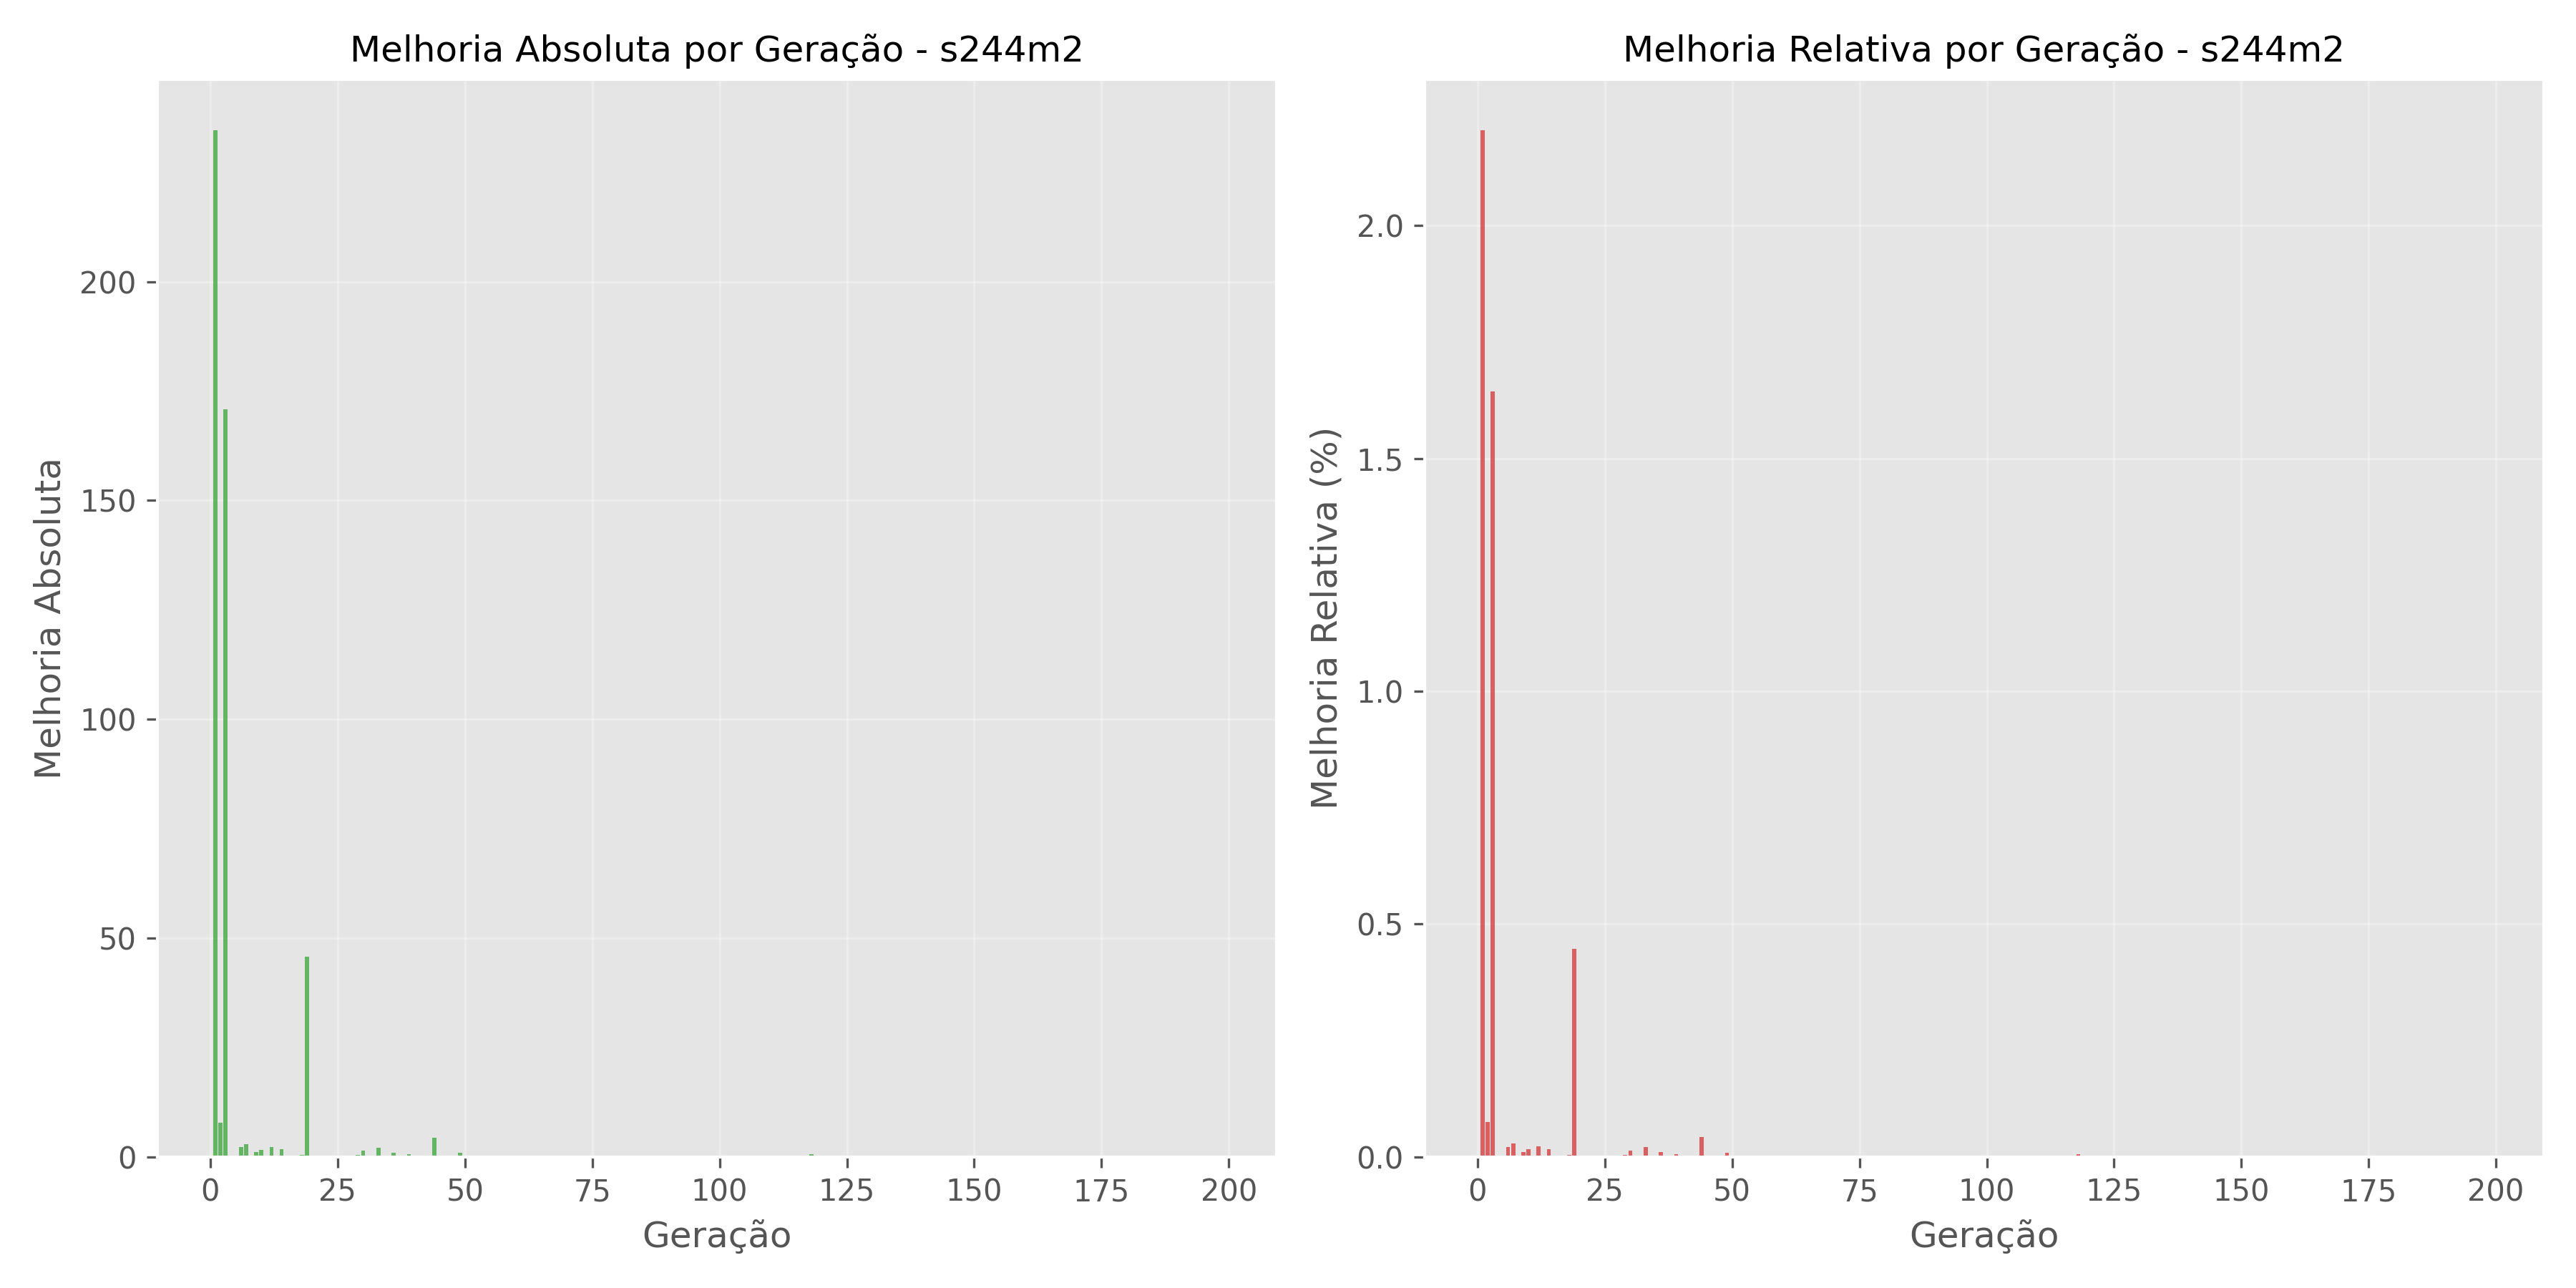 Melhoria Absoluta por Geração - s244m2
Melhoria Absoluta
200
150
100
50
0
0 25 50 75 100 125 150 175 200
Geração
Melhoria Relativa por Geração - s244m2
Melhoria Relativa (%)
2.0
1.5
1.0
0.5
0.0
0 25 50 75 100 125 150 175 200
Geração